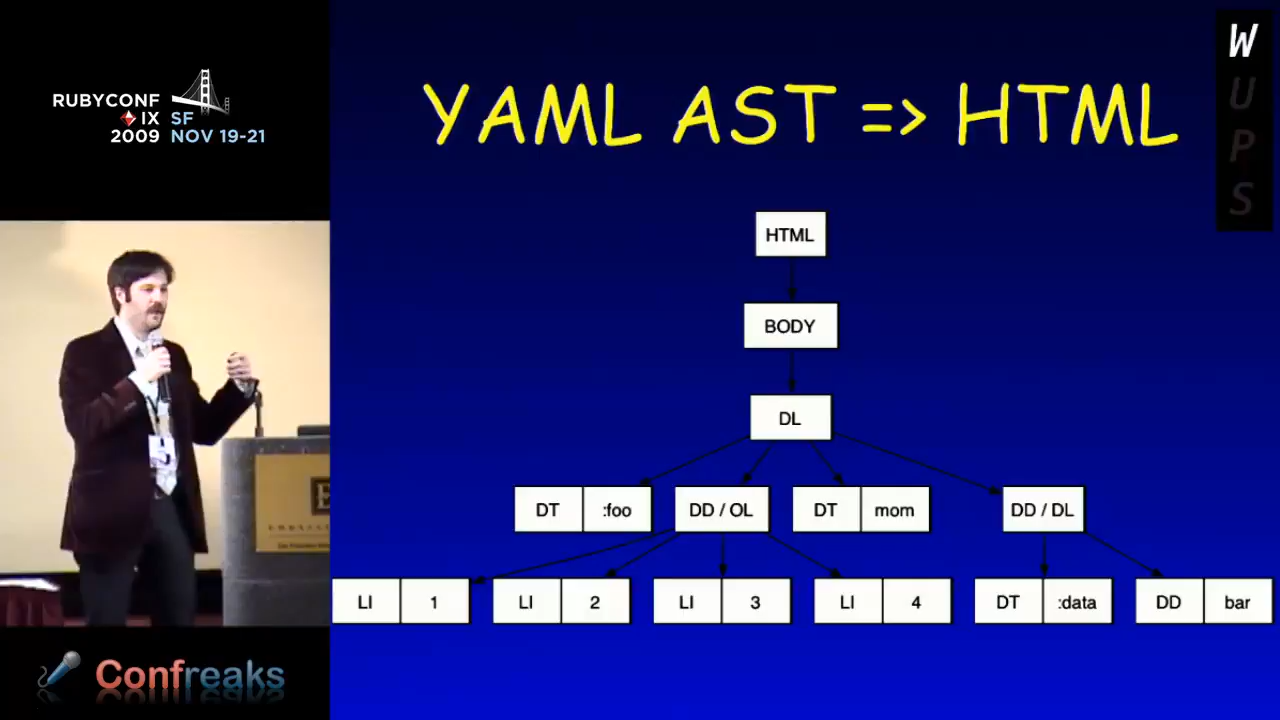 RUBYCONF
IX SF
2009 NOV 19-21
YAML AST => HTML
W
U
P
S
HTML
BODY
DL
DT :foo
DD / OL
DT mom
DD / DL
LI 1
LI 2
LI 3
LI 4
DT :data
DD bar
E
Confreaks